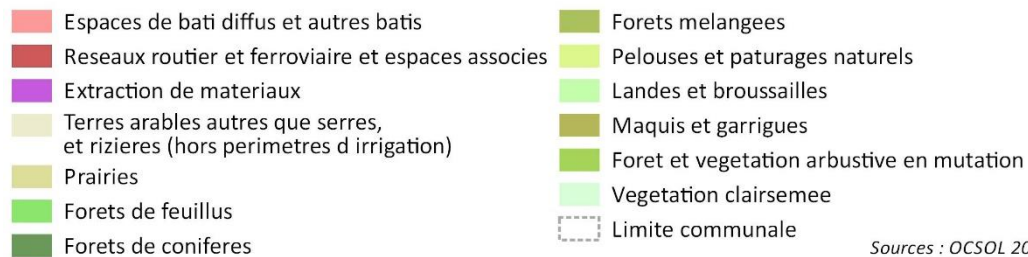 Espaces de bati diffus et autres batis
Reseaux routier et ferroviaire et espaces associes
Extraction de materiaux
Terres arables autres que serres,
et rizieres (hors perimetres d irrigation)
Prairies
Forets de feuillus
Forets de coniferes
Forets melangees
Pelouses et paturages naturels
Landes et broussailles
Maquis et garrigues
Foret et vegetation arbustive en mutation
Vegetation clairsemee
Limite communale
Sources : OCSOL 20